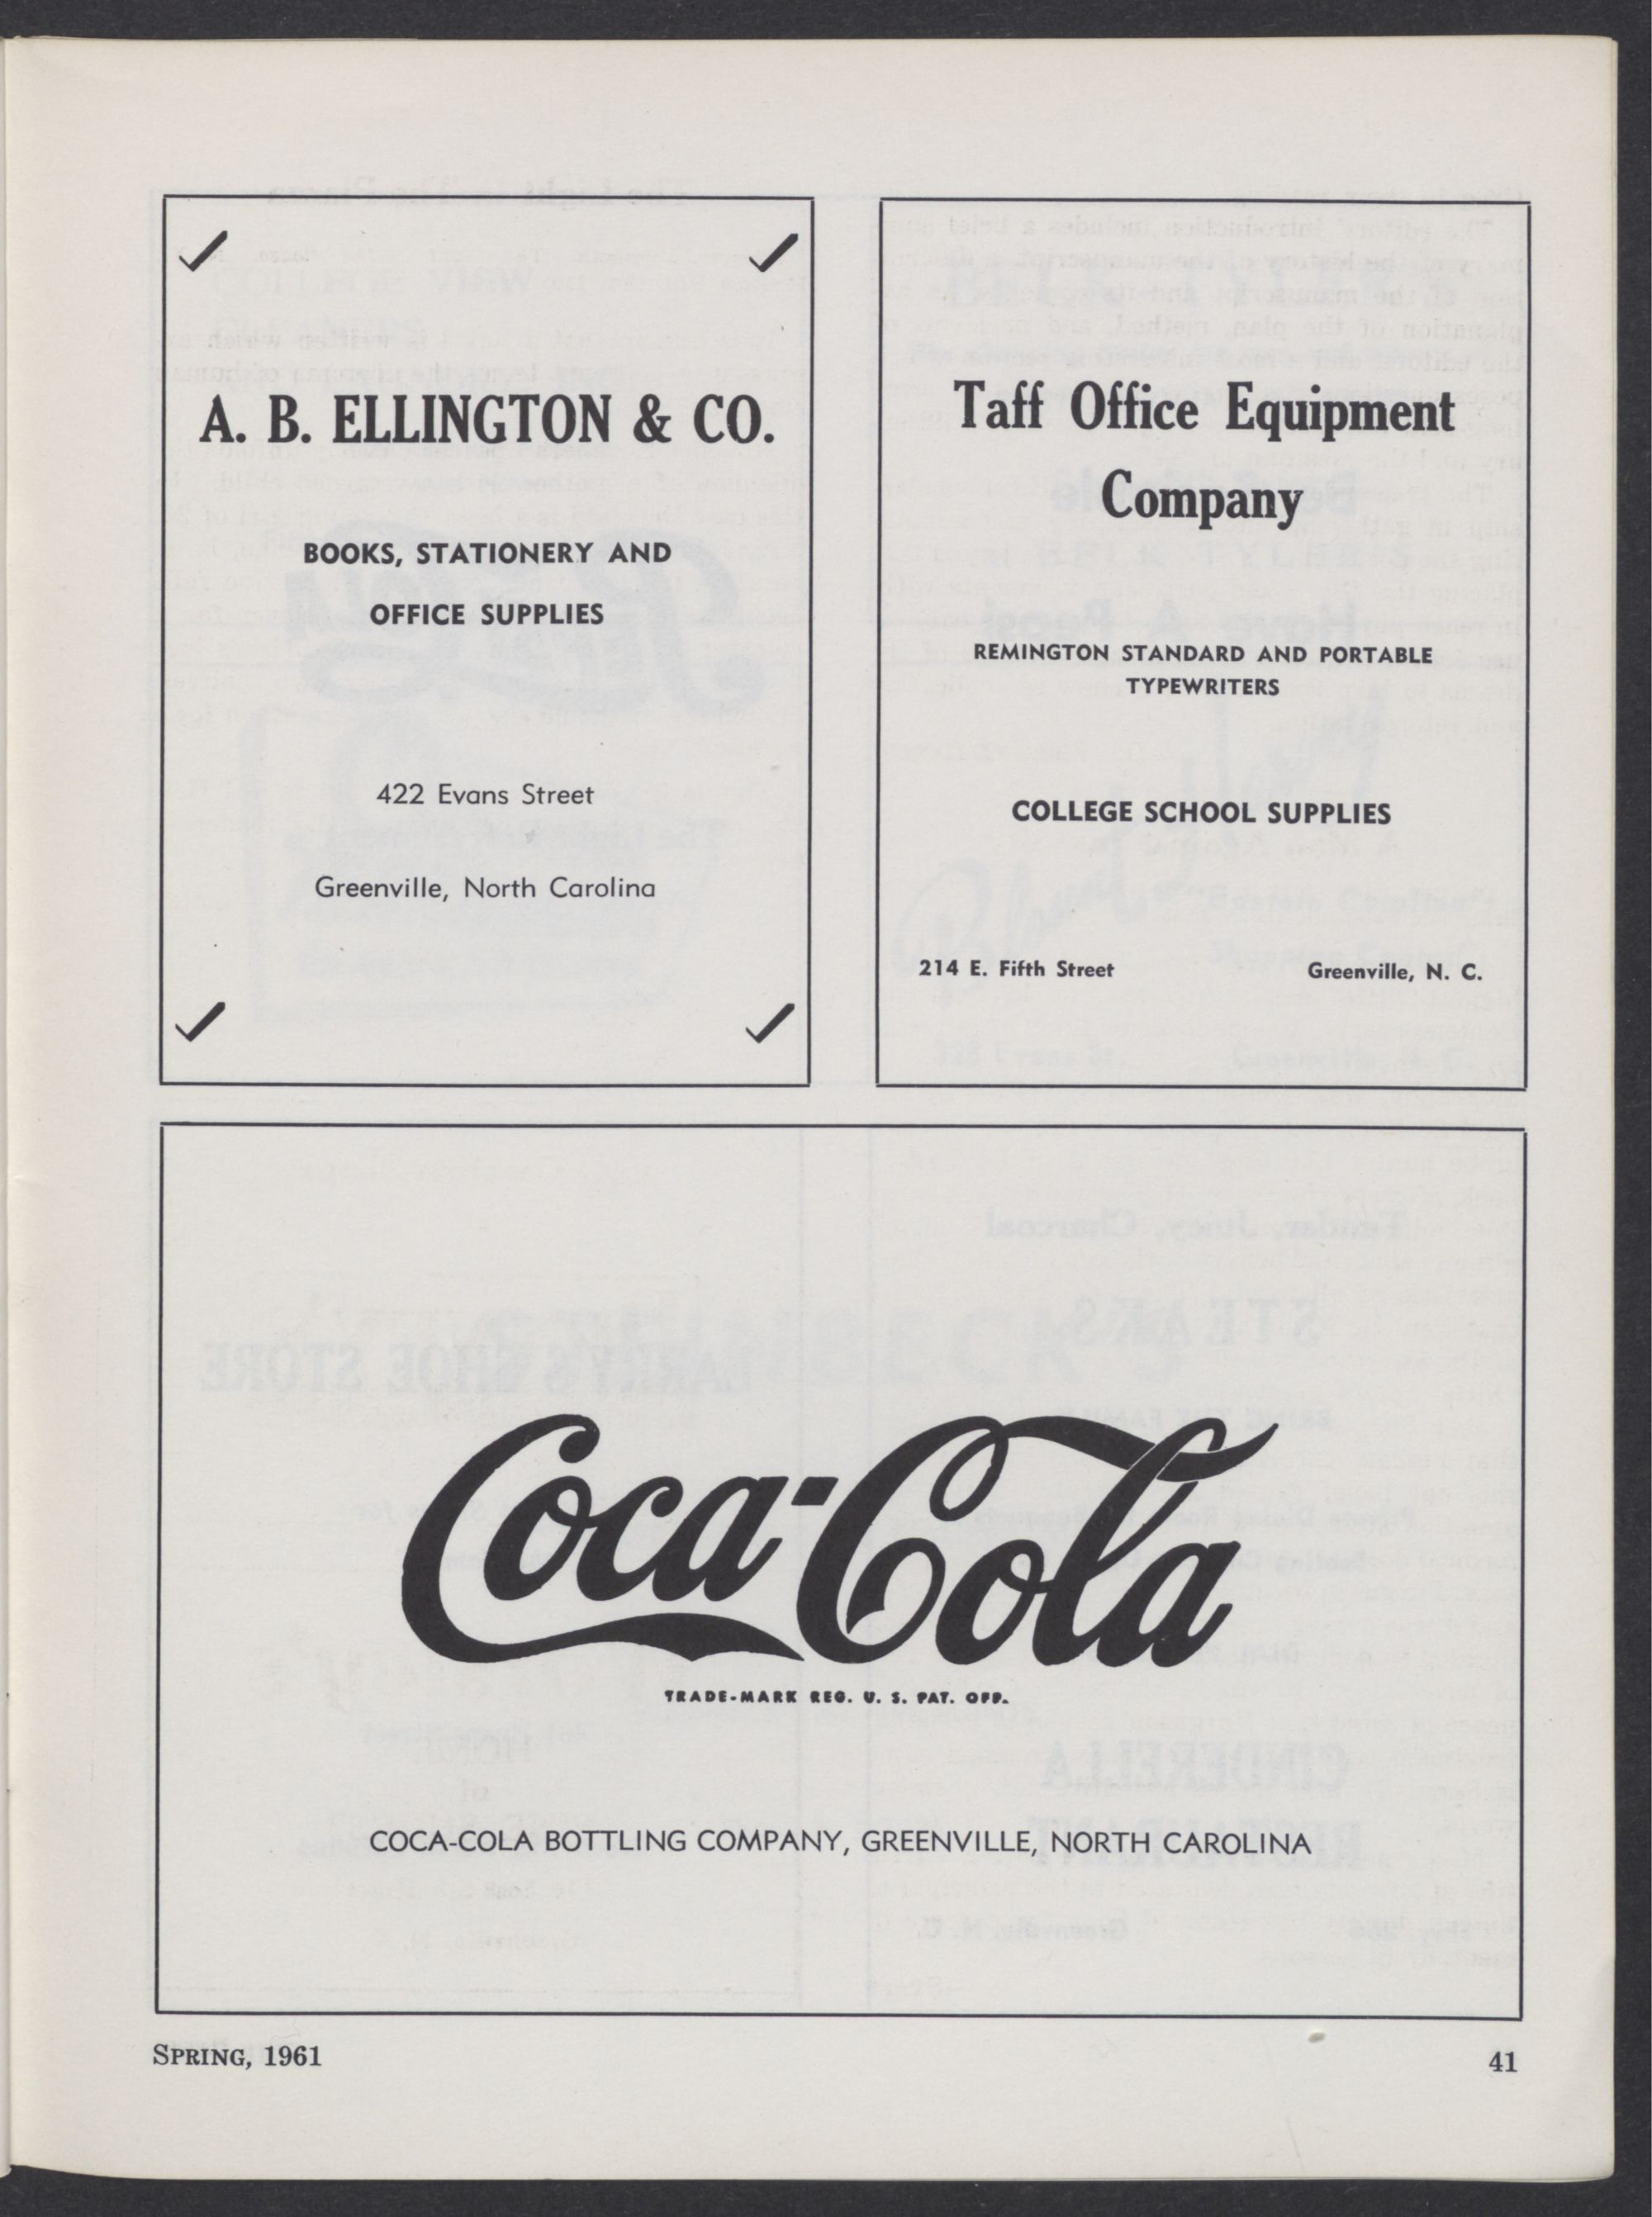 A. B. ELLINGTON & CO.
BOOKS, STATIONERY AND
OFFICE SUPPLIES
422 Evans Street
Greenville, North Carolina
Taff Office Equipment
Company
REMINGTON STANDARD AND PORTABLE
TYPEWRITERS
COLLEGE SCHOOL SUPPLIES
214 E. Fifth Street Greenville, N. C.
Coca-Cola
TRADE-MARK REG. U. S. PAT. OFF.
COCA-COLA BOTTLING COMPANY, GREENVILLE, NORTH CAROLINA
SPRING, 1961 41